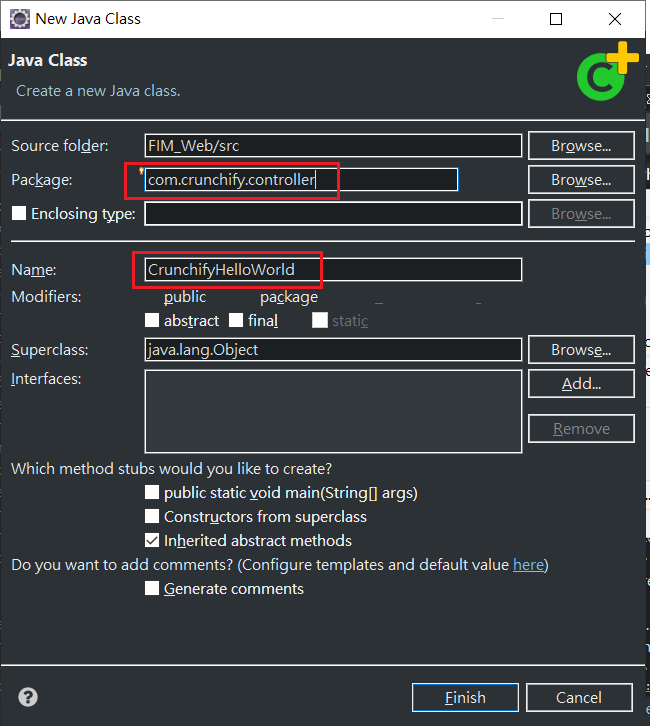 New Java Class
Java Class
Create a new Java class.
Source folder: FIM_Web/src Browse...
Package: com.crunchify.controller Browse...
Enclosing type: Browse...
Name: CrunchifyHelloWorld
Modifiers: public package
abstract final static
Superclass: java.lang.Object Browse...
Interfaces: Add...
Remove
Which method stubs would you like to create?
public static void main(String[] args)
Constructors from superclass
Inherited abstract methods
Do you want to add comments? (Configure templates and default value here)
Generate comments
? Finish Cancel